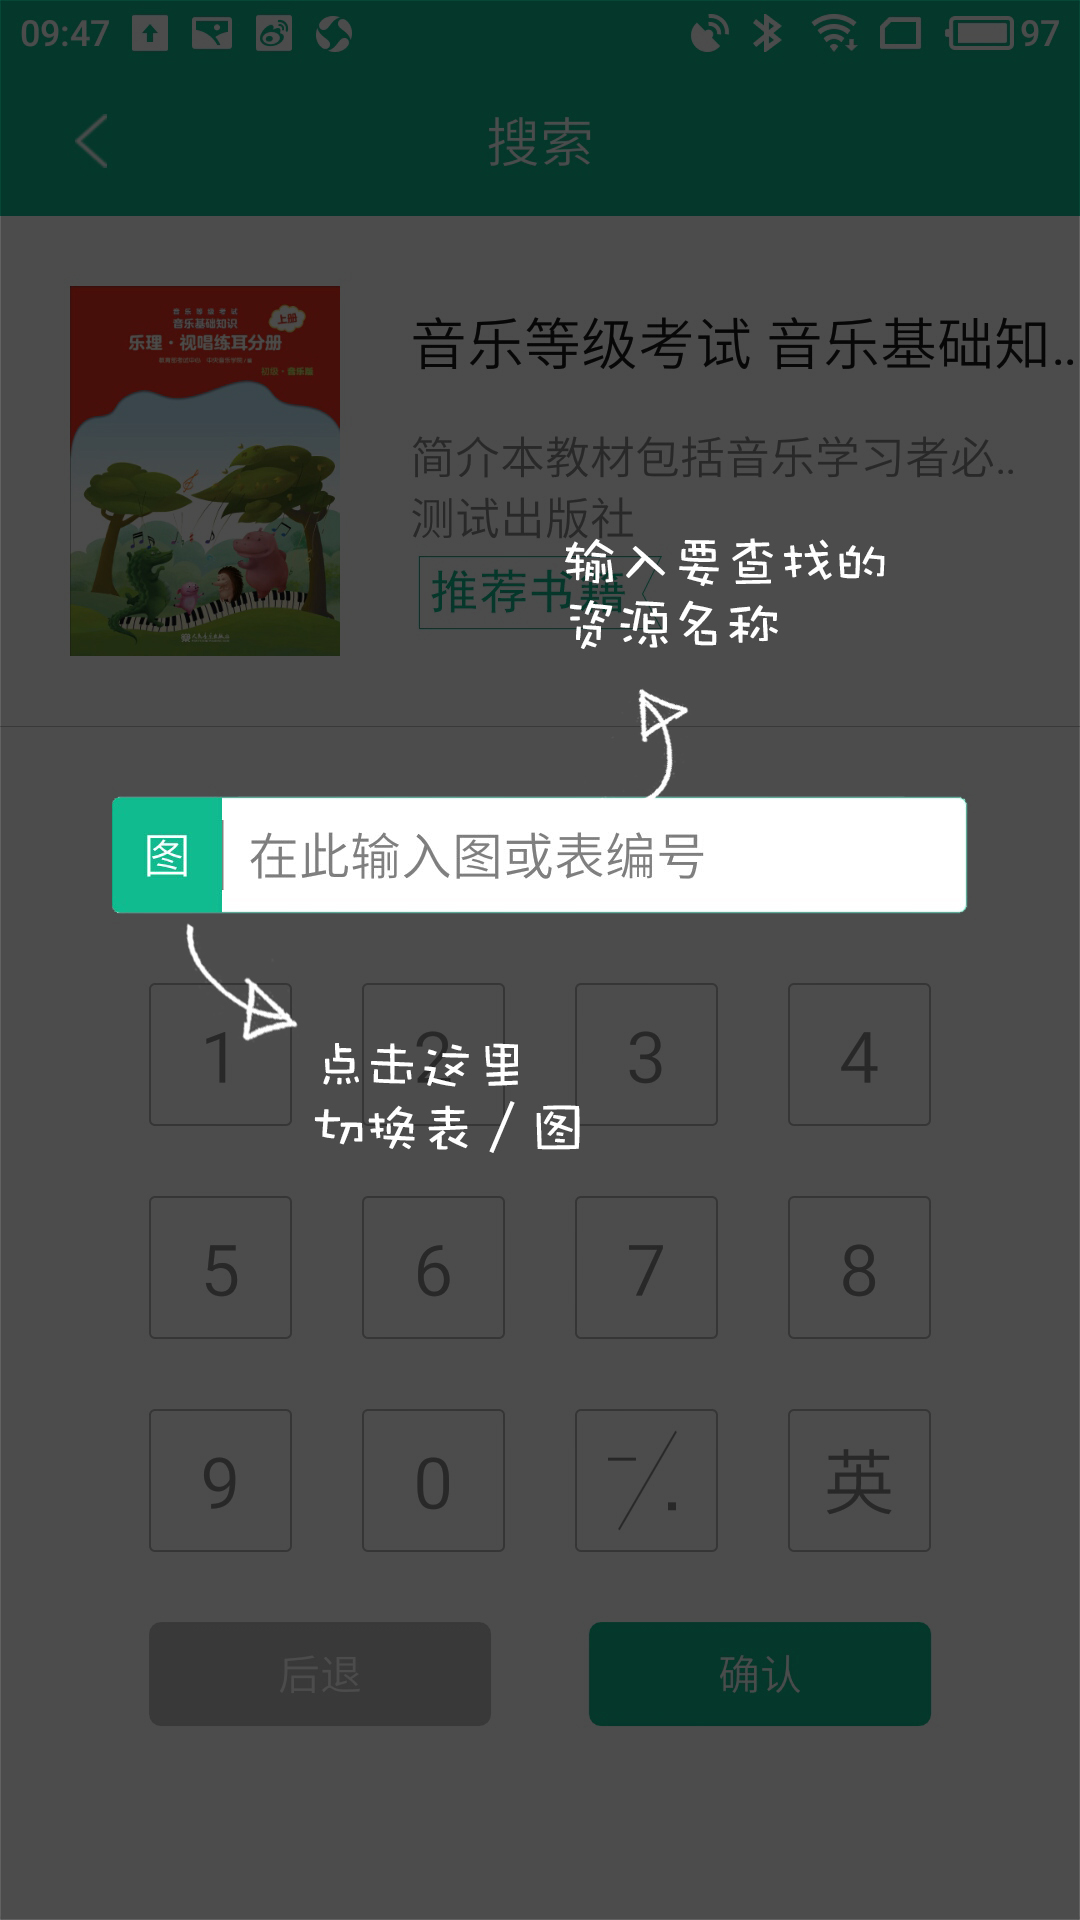 09:47
97
搜索
音乐等级考试
音乐基础知识
上册
乐理·视唱练耳分册
初级·音乐版
音乐等级考试 音乐基础知..
简介本教材包括音乐学习者必..
测试出版社
推荐书籍
输入要查找的
资源名称
图 在此输入图或表编号
1 2 3 4
点击这里
切换表/图
5 6 7 8
9 0 –/. 英
后退 确认